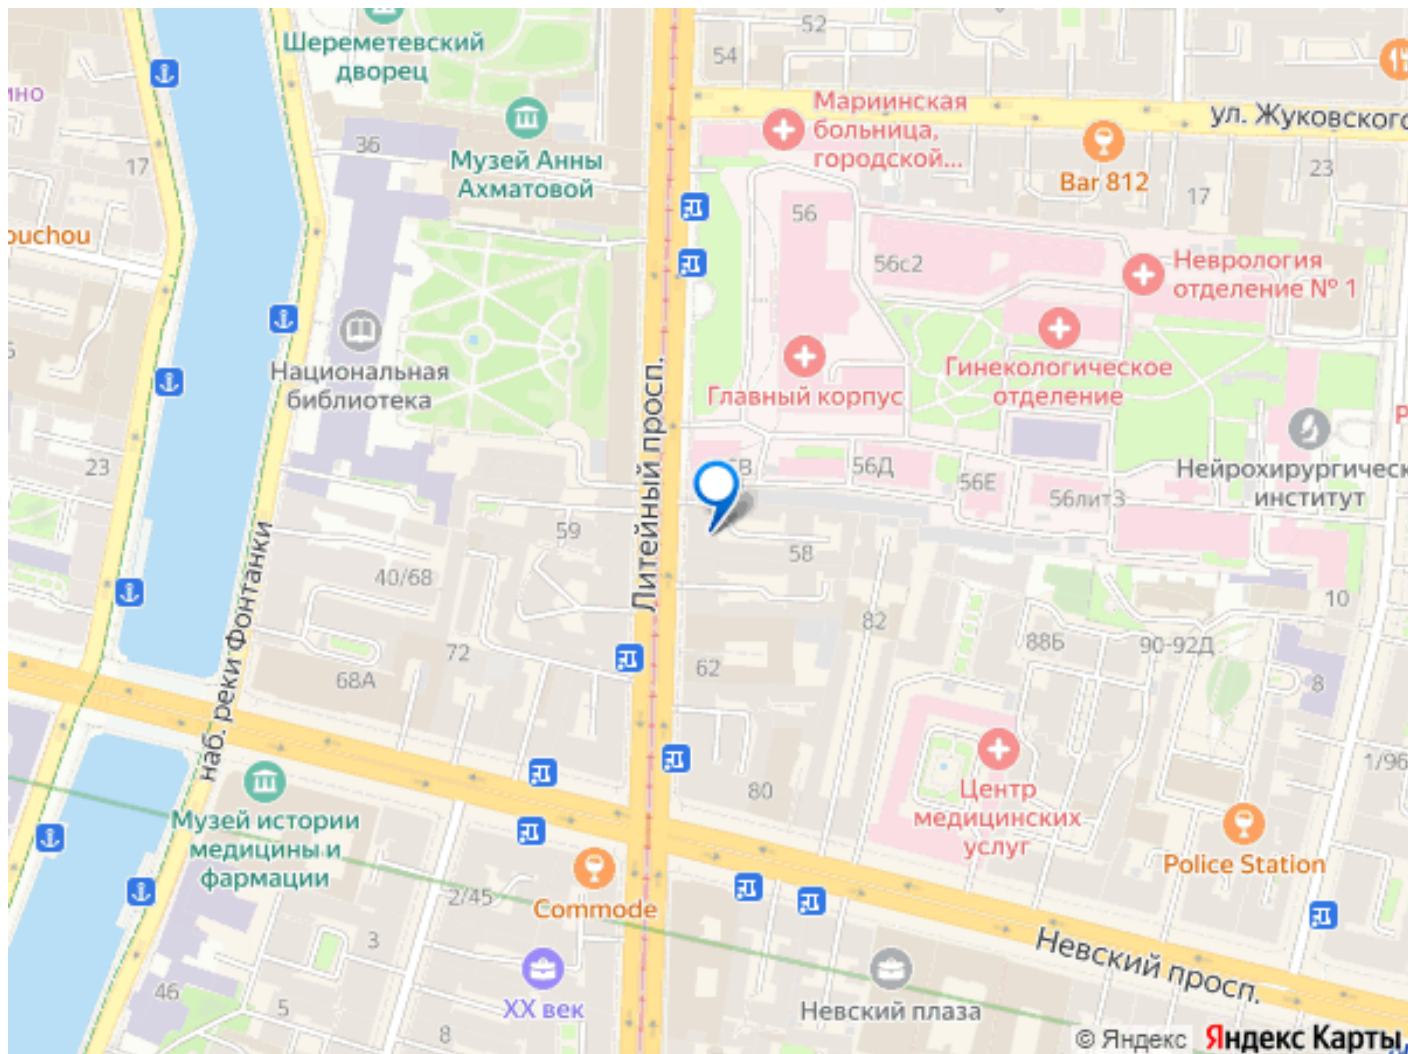 52
Шереметевский
дворец
54
ино
Мариинская
больница,
городской...
ул. Жуковского
36
Музей Анны
Ахматовой
17
Bar 812
23
17
56
ouchou
56с2
Неврология
отделение № 1
Национальная
библиотека
Главный корпус
Гинекологическое
отделение
Литейный просп.
23
56Д
56Е
56литЗ
Нейрохирургическ
институт
59
58
40/68
наб. реки Фонтанки
82
10
72
88Б
90-92Д
68А
62
8
1/96
80
Центр
медицинских
услуг
Музей истории
медицины и
фармации
Police Station
2/45
Commode
3
Невский просп.
46
5
ХХ век
Невский плаза
8
© Яндекс Яндекс Карты